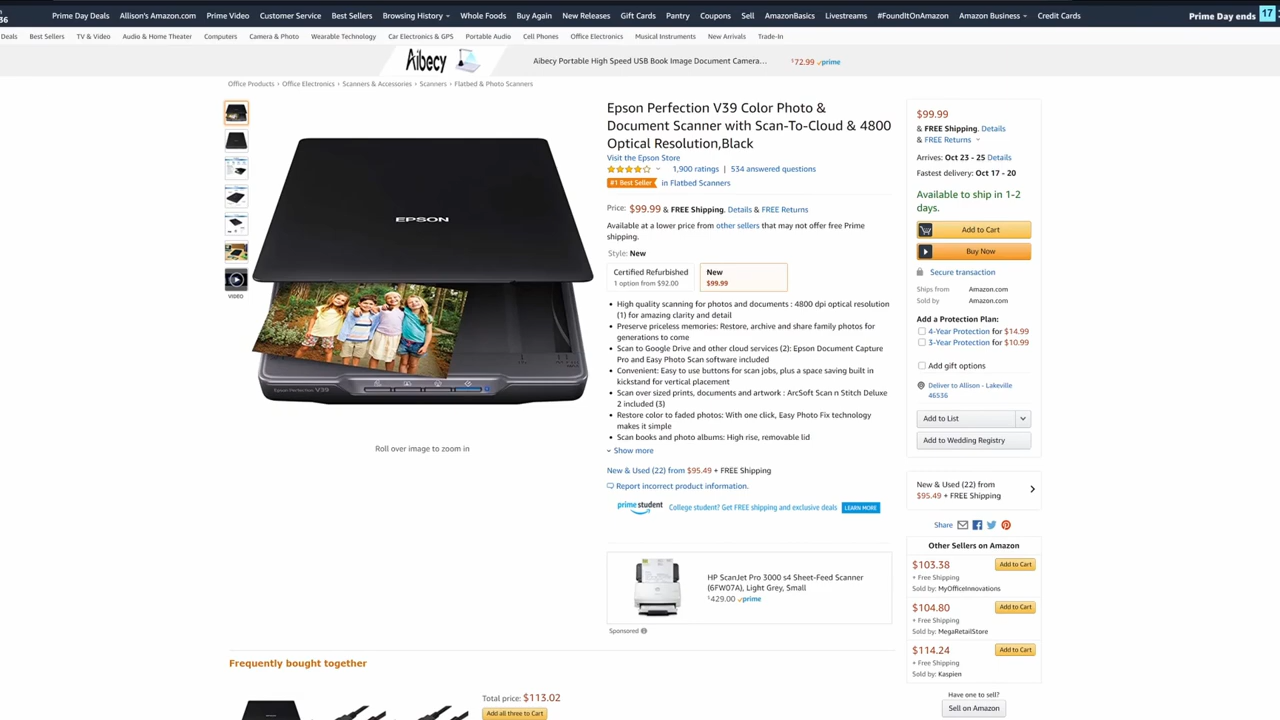 36
Prime Day Deals Allison's Amazon.com Prime Video Customer Service Best Sellers Browsing History Whole Foods Buy Again New Releases Gift Cards Pantry Coupons Sell AmazonBasics Livestreams #FoundItOnAmazon Amazon Business Credit Cards Prime Day ends 17
Deals Best Sellers TV & Video Audio & Home Theater Computers Camera & Photo Wearable Technology Car Electronics & GPS Portable Audio Cell Phones Office Electronics Musical Instruments New Arrivals Trade-In
Aibecy Aibecy Portable High Speed USB Book Image Document Camera... $72.99 prime
Office Products › Office Electronics › Scanners & Accessories › Scanners › Flatbed & Photo Scanners
VIDEO
EPSON
Epson Perfection V39
Roll over image to zoom in
Epson Perfection V39 Color Photo &
Document Scanner with Scan-To-Cloud & 4800
Optical Resolution,Black
Visit the Epson Store
1,900 ratings | 534 answered questions
#1 Best Seller in Flatbed Scanners
Price: $99.99 & FREE Shipping. Details & FREE Returns
Available at a lower price from other sellers that may not offer free Prime
shipping.
Style: New
Certified Refurbished
1 option from $92.00
New
$99.99
• High quality scanning for photos and documents : 4800 dpi optical resolution
(1) for amazing clarity and detail
• Preserve priceless memories: Restore, archive and share family photos for
generations to come
• Scan to Google Drive and other cloud services (2): Epson Document Capture
Pro and Easy Photo Scan software included
• Convenient: Easy to use buttons for scan jobs, plus a space saving built in
kickstand for vertical placement
• Scan over sized prints, documents and artwork : ArcSoft Scan n Stitch Deluxe
2 included (3)
• Restore color to faded photos: With one click, Easy Photo Fix technology
makes it simple
• Scan books and photo albums: High rise, removable lid
Show more
New & Used (22) from $95.49 + FREE Shipping
Report incorrect product information.
prime student College student? Get FREE shipping and exclusive deals LEARN MORE
HP ScanJet Pro 3000 s4 Sheet-Feed Scanner
(6FW07A), Light Grey, Small
$429.00 prime
Sponsored
$99.99
& FREE Shipping. Details
& FREE Returns
Arrives: Oct 23 - 25 Details
Fastest delivery: Oct 17 - 20
Available to ship in 1-2
days.
Add to Cart
Buy Now
Secure transaction
Ships from Amazon.com
Sold by Amazon.com
Add a Protection Plan:
4-Year Protection for $14.99
3-Year Protection for $10.99
Add gift options
Deliver to Allison - Lakeville
46536
Add to List
Add to Wedding Registry
New & Used (22) from
$95.49 + FREE Shipping
Share
Other Sellers on Amazon
$103.38 Add to Cart
+ Free Shipping
Sold by: MyOfficeInnovations
$104.80 Add to Cart
+ Free Shipping
Sold by: MegaRetailStore
$114.24 Add to Cart
+ Free Shipping
Sold by: Kaspien
Have one to sell?
Sell on Amazon
Frequently bought together
Total price: $113.02
Add all three to Cart